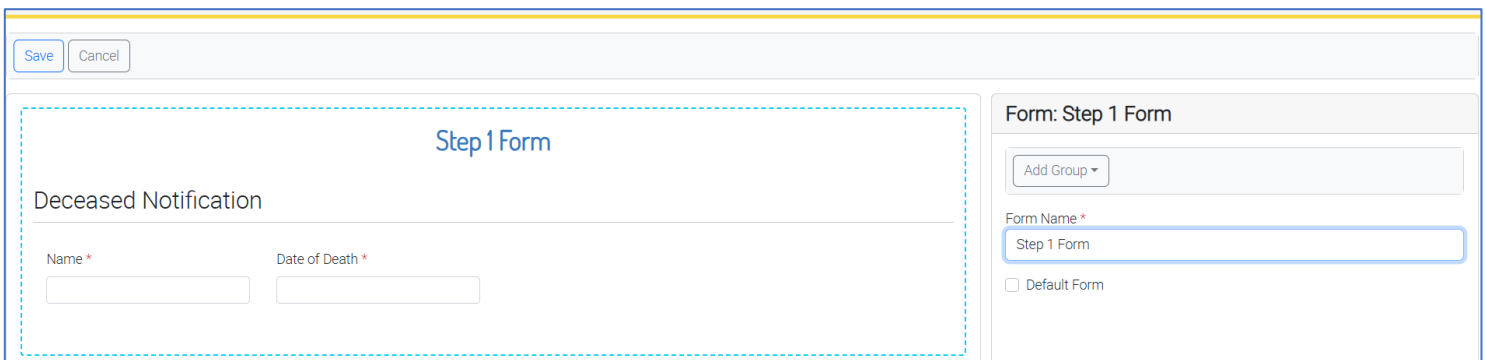 Save Cancel
Step 1 Form
Deceased Notification
Name * Date of Death *
Form: Step 1 Form
Add Group
Form Name *
Step 1 Form
Default Form